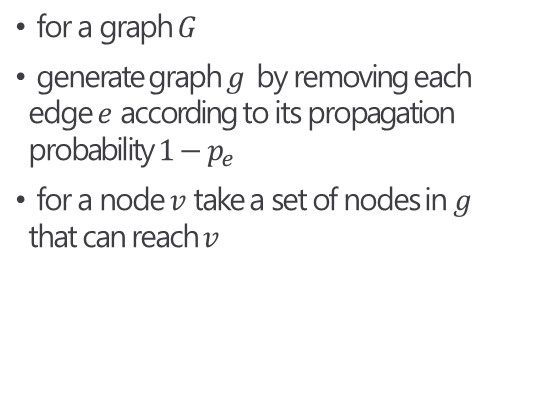 • for a graph G
• generate graph g by removing each
edge e according to its propagation
probability 1 − pₑ
• for a node v take a set of nodes in g
that can reach v